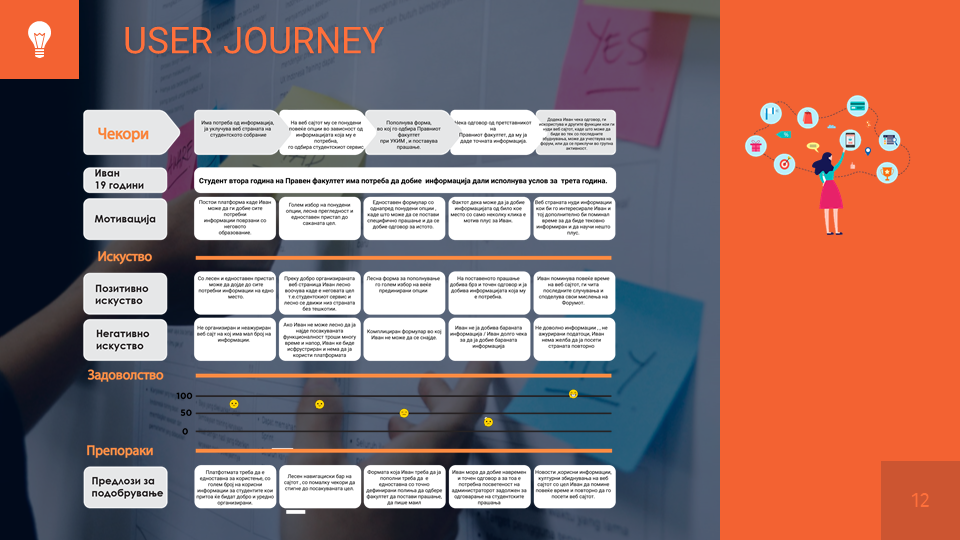 USER JOURNEY
YES
Чекори
Има потреба од информација,
ја уклучува веб страната на
студентското собрание
На веб сајтот му се понудени
повеќе опции во зависност од
информацијата која му е
потребна,
го одбира студентскиот сервис
Пополнува форма,
во кој го одбира Правниот
факултет
при УКИМ , и поставува
прашање.
Чека одговор од претставникот
на
Правниот факултет, да му ја
даде точната информација.
Додека Иван чека одговор, ги
искористува и другите функции кои ги
нуди веб сајтот, каде што може да
биде во тек со последните
збиднувања, може да учествува на
форум, или да се приклучи во групна
активност.
Иван
19 години
Студент втора година на Правен факултет има потреба да добие информација дали исполнува услов за трета година.
Мотивација
Постои платформа каде Иван
може да ги добие сите
потребни
информации поврзани со
неговото
образование.
Голем избор на понудени
опции, лесна прегледност и
едноставен пристап до
саканата цел.
Едноставен формулар со
однапред понудени опции ,
каде што може да се постави
специфично прашање и да се
добие одговор за истото.
Фактот дека може да ја добие
информацијата од било кое
место со само неколку клика е
мотив плус за Иван.
Веб страната нуди информации
кои би го интересирале Иван и
тој дополнително би поминал
време за да биде тековно
информиран и да научи нешто
плус.
Искуство
Позитивно
искуство
Со лесен и едноставен пристап
може да дојде до сите
потребни информации на едно
место.
Преку добро организираната
веб страница Иван лесно
воочува каде е неговата цел
т.е студентскиот сервис и
лесно се движи низ страната
без тешкотии.
Лесна форма за пополнување
го голем избор на веќе
прединирани опции
На поставеното прашање
добива брз и точен одговор и ја
добива информацијата која му
е потребна.
Иван поминува повеќе време
на веб сајтот, ги чита
последните случувања и
споделува свои мислења на
Форумот.
Негативно
искуство
Не организиран и неажуриран
веб сајт на кој има мал број на
информации.
Ако Иван не може лесно да ја
најде посакуваната
функционалност троши многу
време и напор, Иван ке биде
исфрустриран и нема да ја
користи платформата
Комплициран формулар во кој
Иван не може да се снајде.
Иван не ја добива бараната
информација / Иван долго чека
за да ја добие бараната
информација
Не доволно информации , , не
ажурирани податоци, Иван
нема желба да ја посети
страната повторно
Задоволство
100
50
0
Препораки
Предлози за
подобрување
Платфотмата треба да е
едноставна за користење, со
голем број на корисни
информации за студентите кои
притоа ќе бидат добро и уредно
организирани.
Лесен навигациски бар на
сајтот , со помалку чекори да
стигне до посакуваната цел.
Формата која Иван треба да ја
пополни треба да е
едноставна со точно
дефинирани полиња да одбере
факултет да постави прашање,
да пише маил
Иван мора да добие навремен
и точен одговор а за тоа е
потребна посветеност на
администраторот задолжен за
одговарање на студентските
прашања
Новости ,корисни информации,
културни збиднувања на веб
сајтот со цел Иван да помине
повеќе време и повторно да го
посети веб сајтот.
12